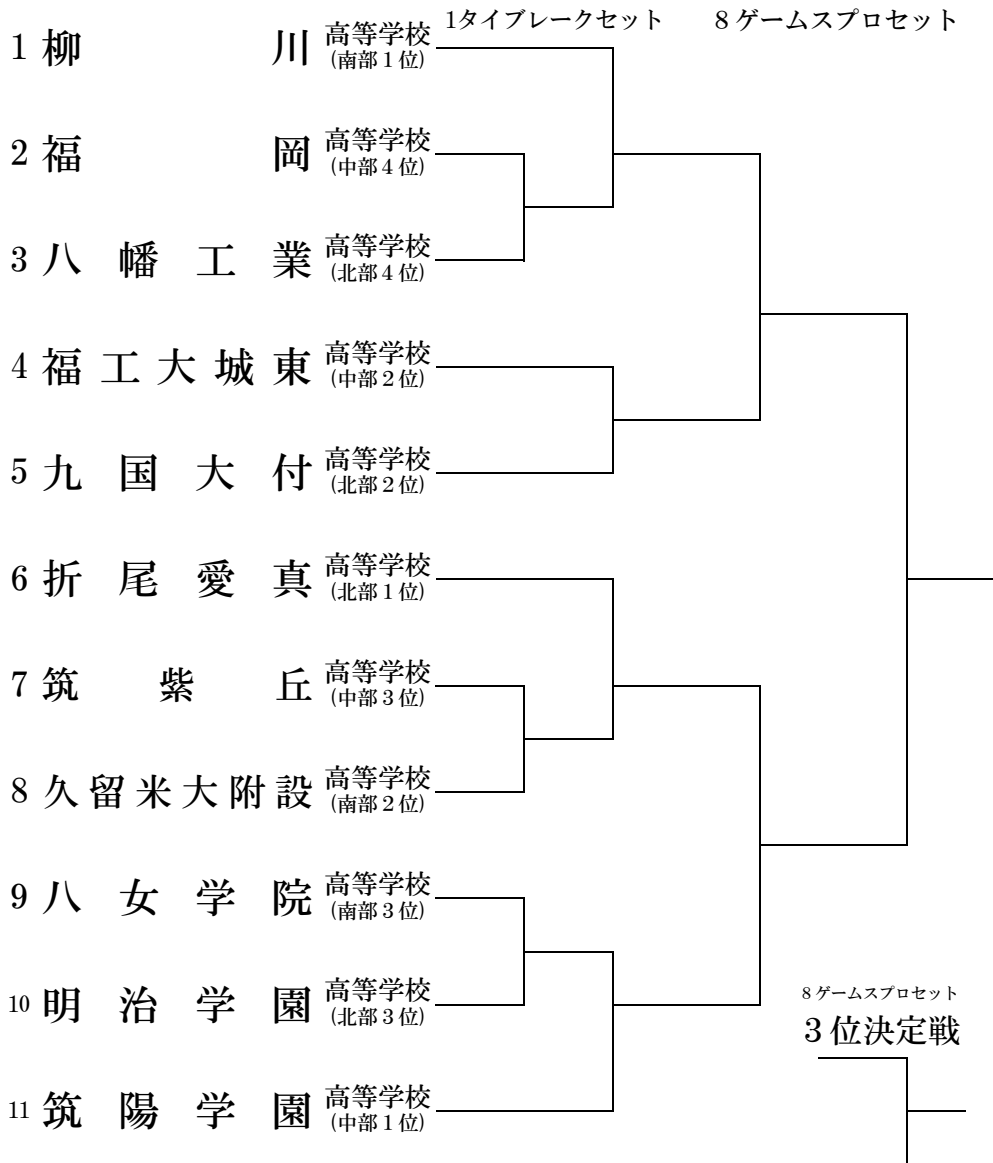 1タイブレークセット　8ゲームスプロセット
1 柳川 高等学校
(南部1位)
2 福岡 高等学校
(中部4位)
3 八幡工業 高等学校
(北部4位)
4 福工大城東 高等学校
(中部2位)
5 九国大付 高等学校
(北部2位)
6 折尾愛真 高等学校
(北部1位)
7 筑紫丘 高等学校
(中部3位)
8 久留米大附設 高等学校
(南部2位)
9 八女学院 高等学校
(南部3位)
10 明治学園 高等学校
(北部3位)
11 筑陽学園 高等学校
(中部1位)
8ゲームスプロセット
3位決定戦